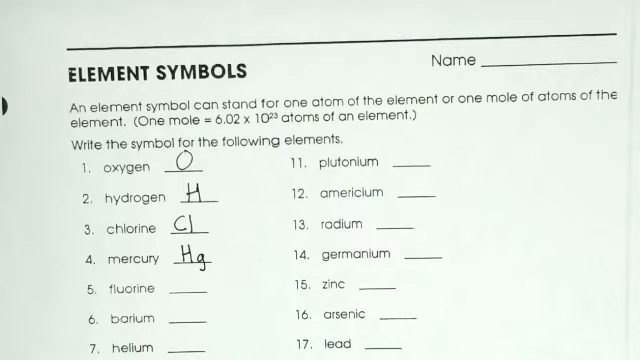 ELEMENT SYMBOLS
Name
An element symbol can stand for one atom of the element or one mole of atoms of the
element. (One mole = 6.02 x 10²³ atoms of an element.)
Write the symbol for the following elements.
1. oxygen O
2. hydrogen H
3. chlorine Cl
4. mercury Hg
5. fluorine
6. barium
7. helium
11. plutonium
12. americium
13. radium
14. germanium
15. zinc
16. arsenic
17. lead